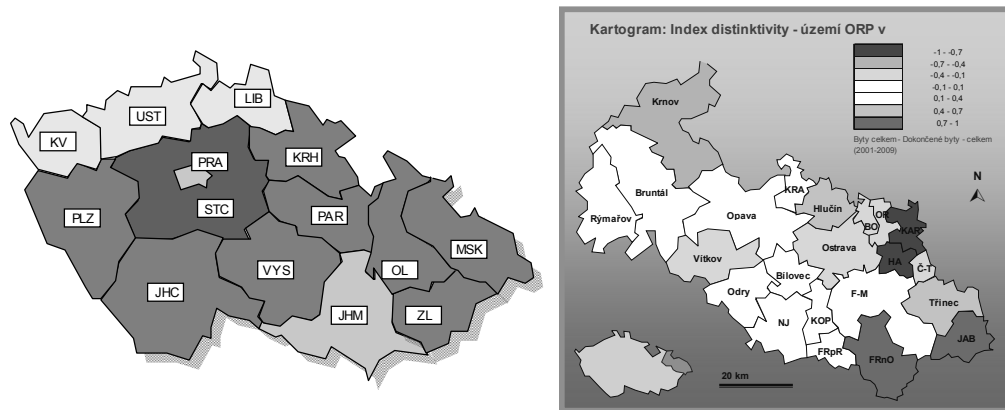 LIB
UST
KV
PRA
KRH
STC
PAR
PLZ
MSK
VYS
OL
JHC
JHM
ZL
Kartogram: Index distinktivity - území ORP v
-1 - -0,7
-0,7 - -0,4
-0,4 - -0,1
-0,1 - 0,1
0,1 - 0,4
0,4 - 0,7
0,7 - 1
Byty celkem - Dokončené byty - celkem
(2001-2009)
N
Krnov
Bruntál
KRA
Rýmařov
Opava
Hlučín
OR
BO
KAR
Ostrava
Vítkov
HA
Č-T
Bílovec
Odry
F-M
Třinec
NJ
KOP
JAB
FRpR
FRnO
20 km